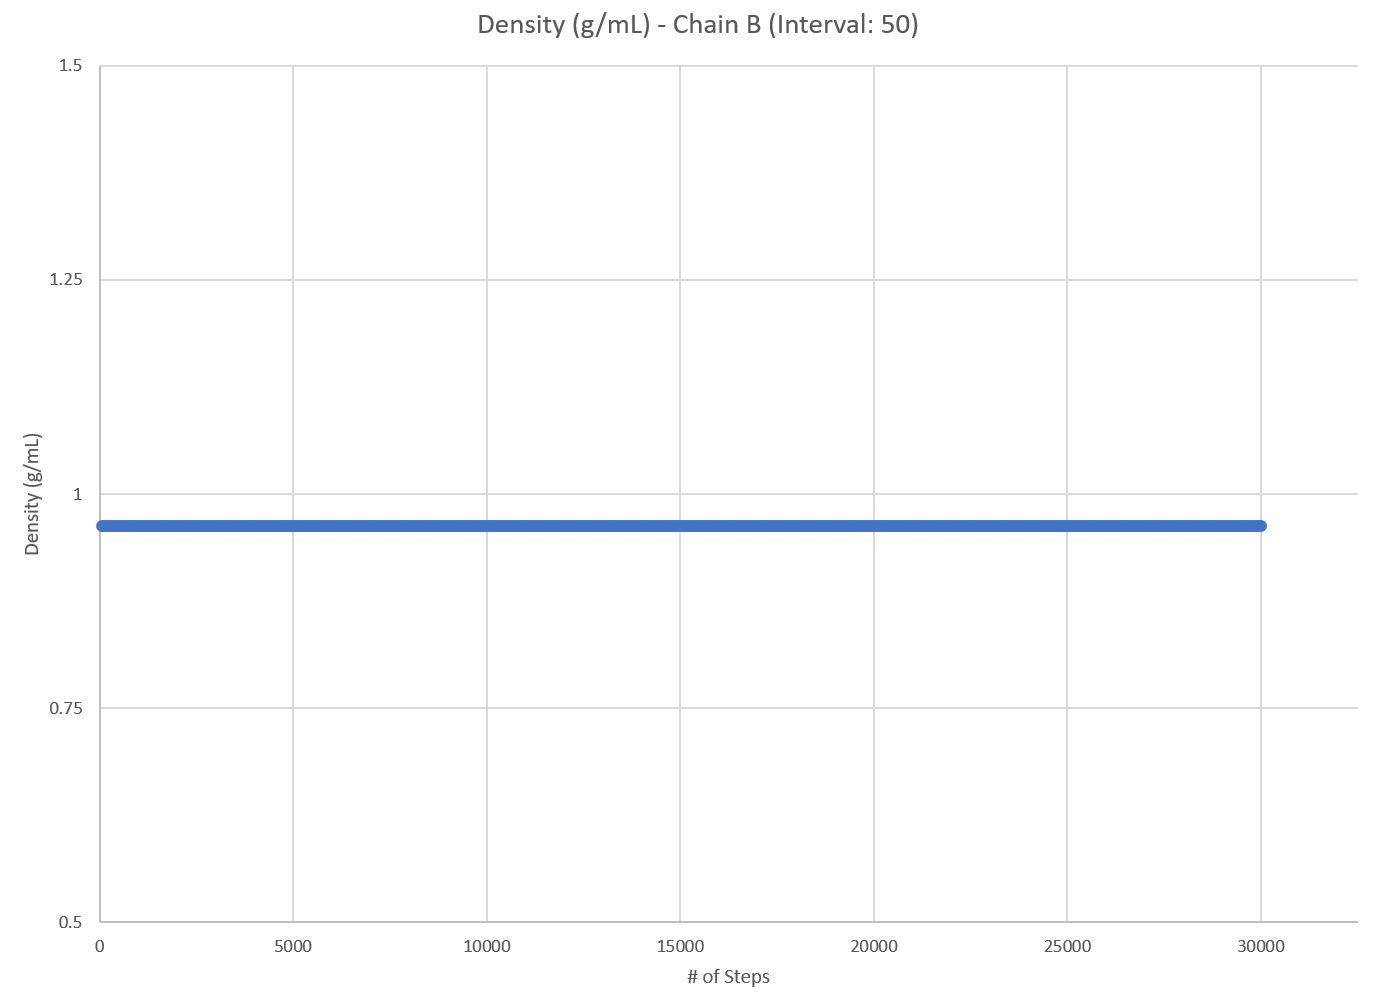 Density (g/mL) - Chain B (Interval: 50)
1.5
1.25
1
0.75
0.5
Density (g/mL)
0 5000 10000 15000 20000 25000 30000
# of Steps